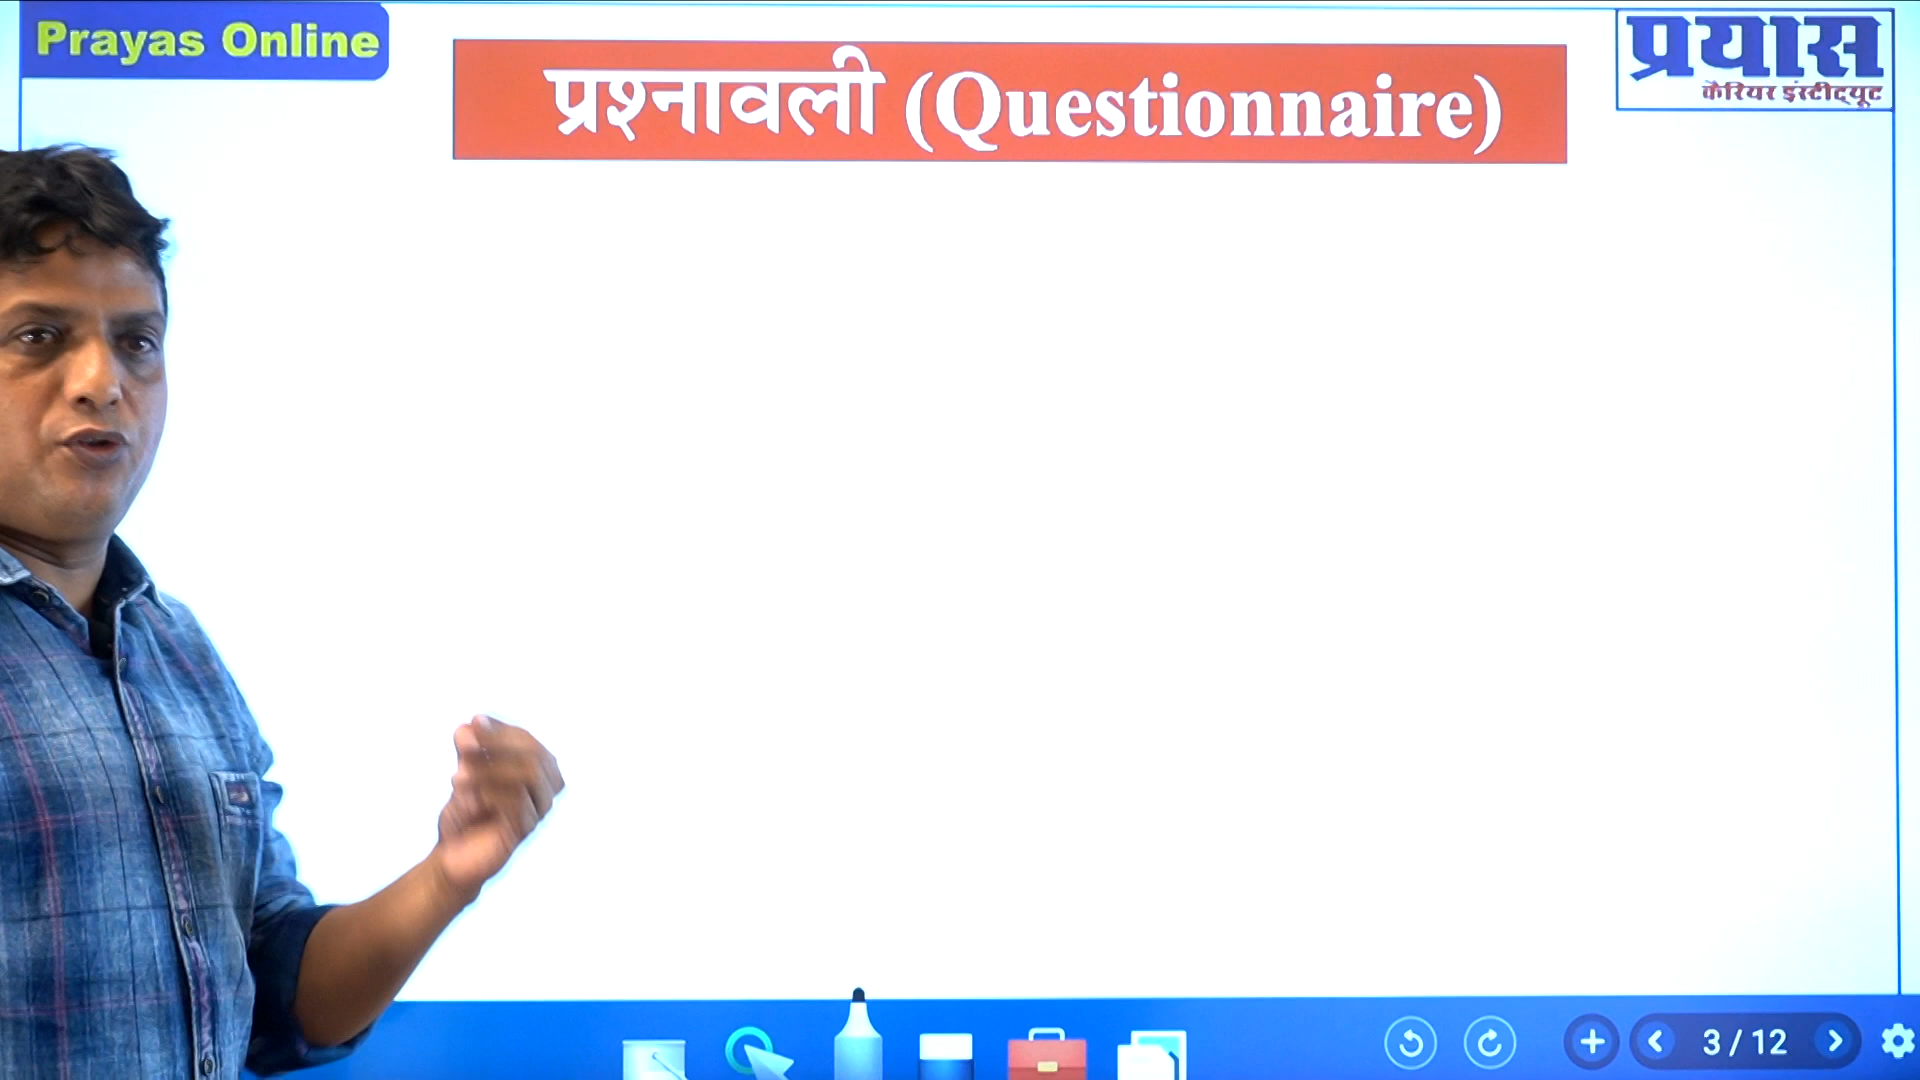 Prayas Online
प्रश्नावली (Questionnaire)
प्रयास
कॅरियर इंस्टीट्यूट
3 / 12